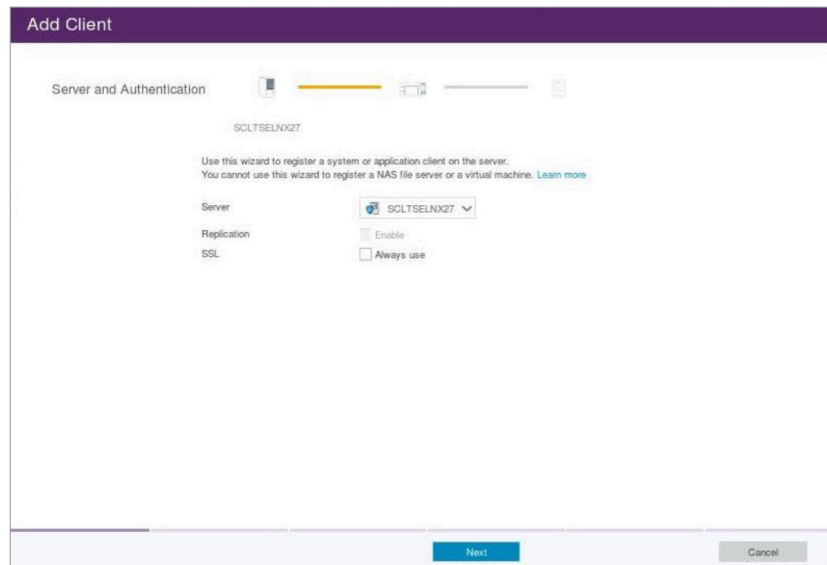 Add Client
Server and Authentication
SCLTSELNX27
Use this wizard to register a system or application client on the server.
You cannot use this wizard to register a NAS file server or a virtual machine. Learn more
Server
SCLTSELNX27
Replication
Enable
SSL
Always use
Next
Cancel